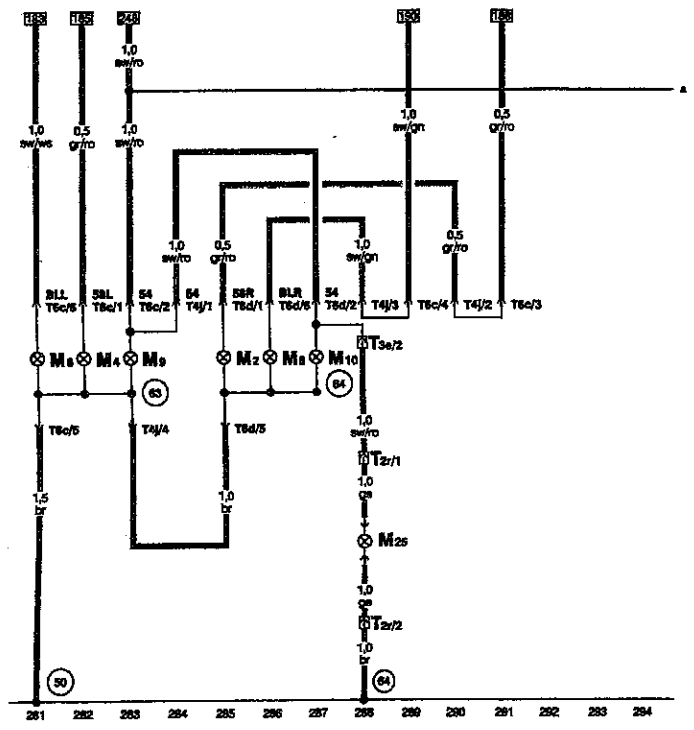 183 185 246 150 186
1,0
sw/ro
a
1,0
sw/ws
0,5
gr/ro
1,0
sw/ro
1,0
sw/gn
0,5
gr/ro
1,0
sw/ro
0,5
gr/ro
1,0
sw/gn
0,5
gr/ro
BLL 58L 54 54 58R BLR 54
T6c/6 T6c/1 T6c/2 T4j/1 T6d/1 T6d/6 T6d/2 T4j/3 T6c/4 T4j/2 T6c/3
T3e/2
M6 M4 M9 M2 M8 M10
63 64
T6c/5 T4j/4 T6d/5
1,0
sw/ro
T2r/1
1,5
br
1,0
br
1,0
ge
M25
1,0
ge
T2r/2
1,0
br
50 64
281 282 283 284 285 286 287 288 289 290 291 292 293 294